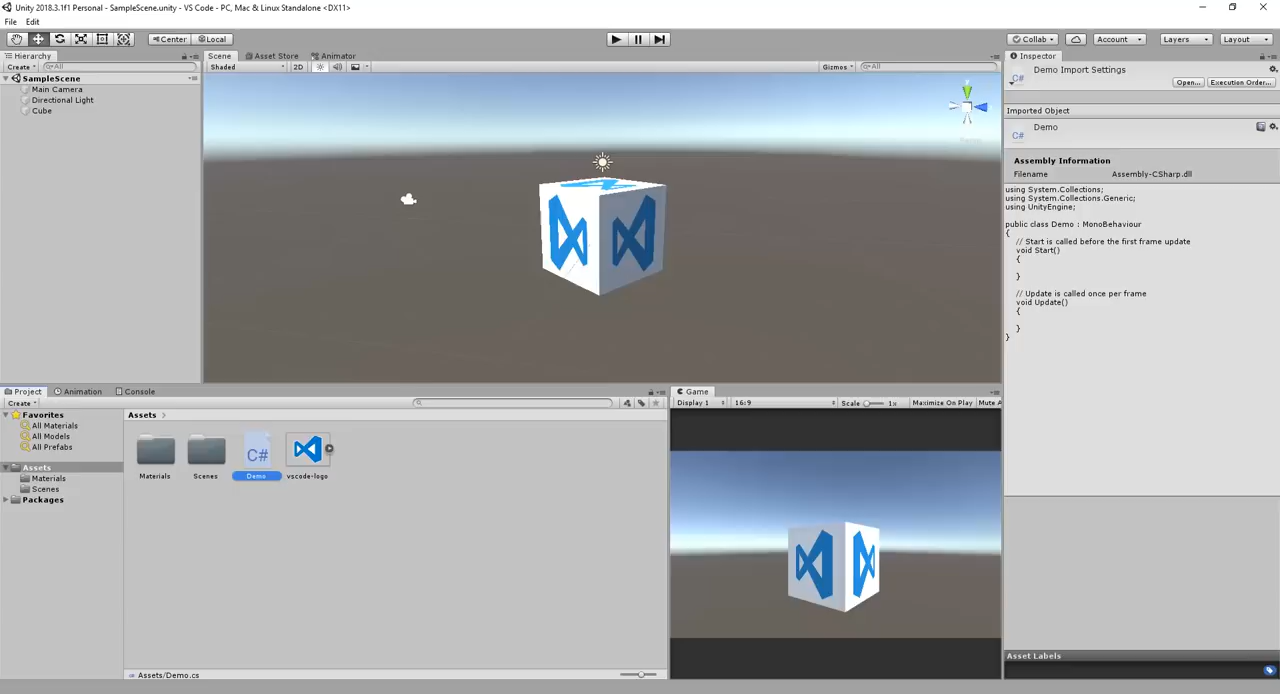 Unity 2018.3.1f1 Personal - SampleScene.unity - VS Code - PC, Mac & Linux Standalone <DX11>
File Edit
Center Local Collab Account Layers Layout
Hierarchy
Create All
SampleScene
Main Camera
Directional Light
Cube
Scene Asset Store Animator
Shaded 2D Gizmos All
Inspector
Demo Import Settings
Open... Execution Order...
Imported Object
Demo
Assembly Information
Filename Assembly-CSharp.dll
using System.Collections;
using System.Collections.Generic;
using UnityEngine;
public class Demo : MonoBehaviour
{
// Start is called before the first frame update
void Start()
{
}
// Update is called once per frame
void Update()
{
}
}
Project Animation Console
Create
Favorites
All Materials
All Models
All Prefabs
Assets
Materials
Scenes
Packages
Assets
Materials Scenes Demo vscode-logo
C#
Assets/Demo.cs
Game
Display 1 16:9 Scale 1x Maximize On Play Mute A
Asset Labels